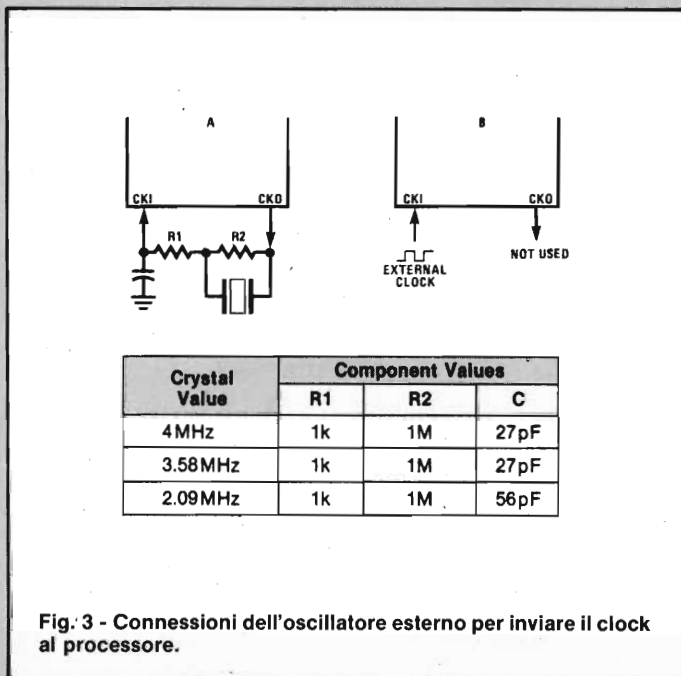 A
B
CKI CKO
CKI CKO
R1 R2
EXTERNAL
CLOCK
NOT USED
Crystal
Value
Component Values
R1 R2 C
4MHz 1k 1M 27pF
3.58MHz 1k 1M 27pF
2.09MHz 1k 1M 56pF
Fig. 3 - Connessioni dell'oscillatore esterno per inviare il clock
al processore.